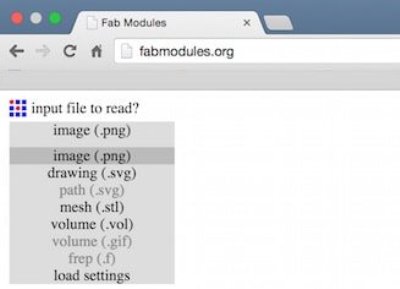 Fab Modules
fabmodules.org
input file to read?
image (.png)
image (.png)
drawing (.svg)
path (.svg)
mesh (.stl)
volume (.vol)
volume (.gif)
frep (.f)
load settings